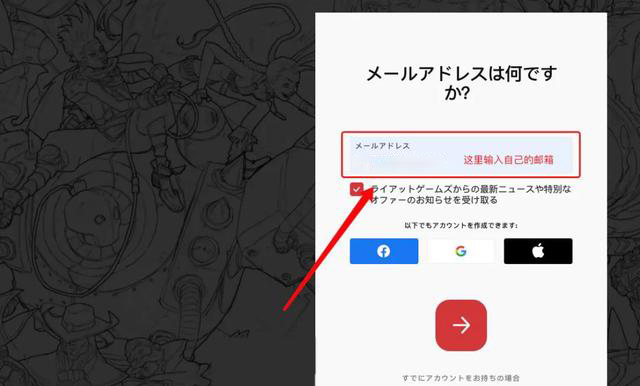 メールアドレスは何です
か?
メールアドレス
这里输入自己的邮箱
ライアットゲームズからの最新ニュースや特別な
オファーのお知らせを受け取る
以下でもアカウントを作成できます:
すでにアカウントをお持ちの場合